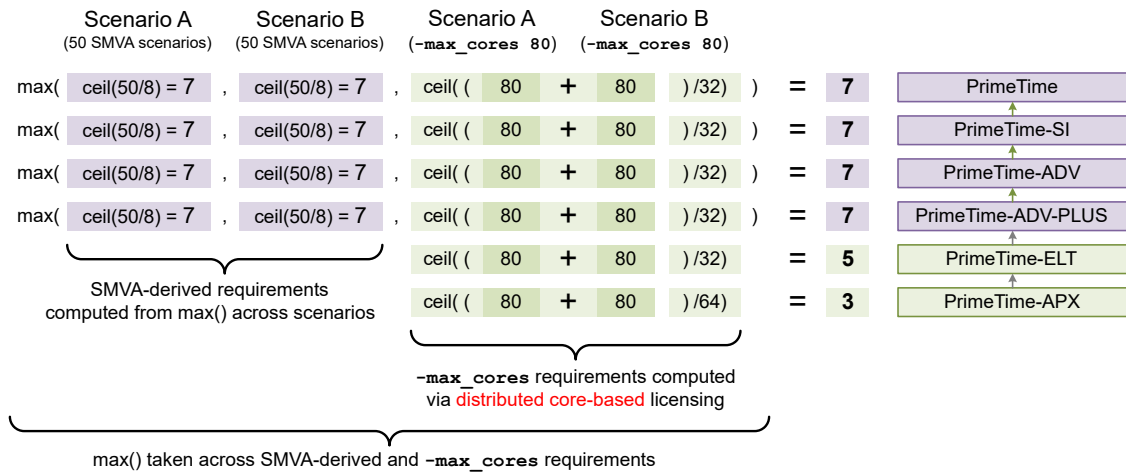 Scenario A Scenario B Scenario A Scenario B
(50 SMVA scenarios) (50 SMVA scenarios) (-max_cores 80) (-max_cores 80)
max( ceil(50/8) = 7 , ceil(50/8) = 7 , ceil(( 80 + 80 ) /32) ) = 7 PrimeTime
max( ceil(50/8) = 7 , ceil(50/8) = 7 , ceil(( 80 + 80 ) /32) ) = 7 PrimeTime-SI
max( ceil(50/8) = 7 , ceil(50/8) = 7 , ceil(( 80 + 80 ) /32) ) = 7 PrimeTime-ADV
max( ceil(50/8) = 7 , ceil(50/8) = 7 , ceil(( 80 + 80 ) /32) ) = 7 PrimeTime-ADV-PLUS
ceil(( 80 + 80 ) /32) = 5 PrimeTime-ELT
ceil(( 80 + 80 ) /64) = 3 PrimeTime-APX
SMVA-derived requirements
computed from max() across scenarios
-max_cores requirements computed
via distributed core-based licensing
max() taken across SMVA-derived and -max_cores requirements